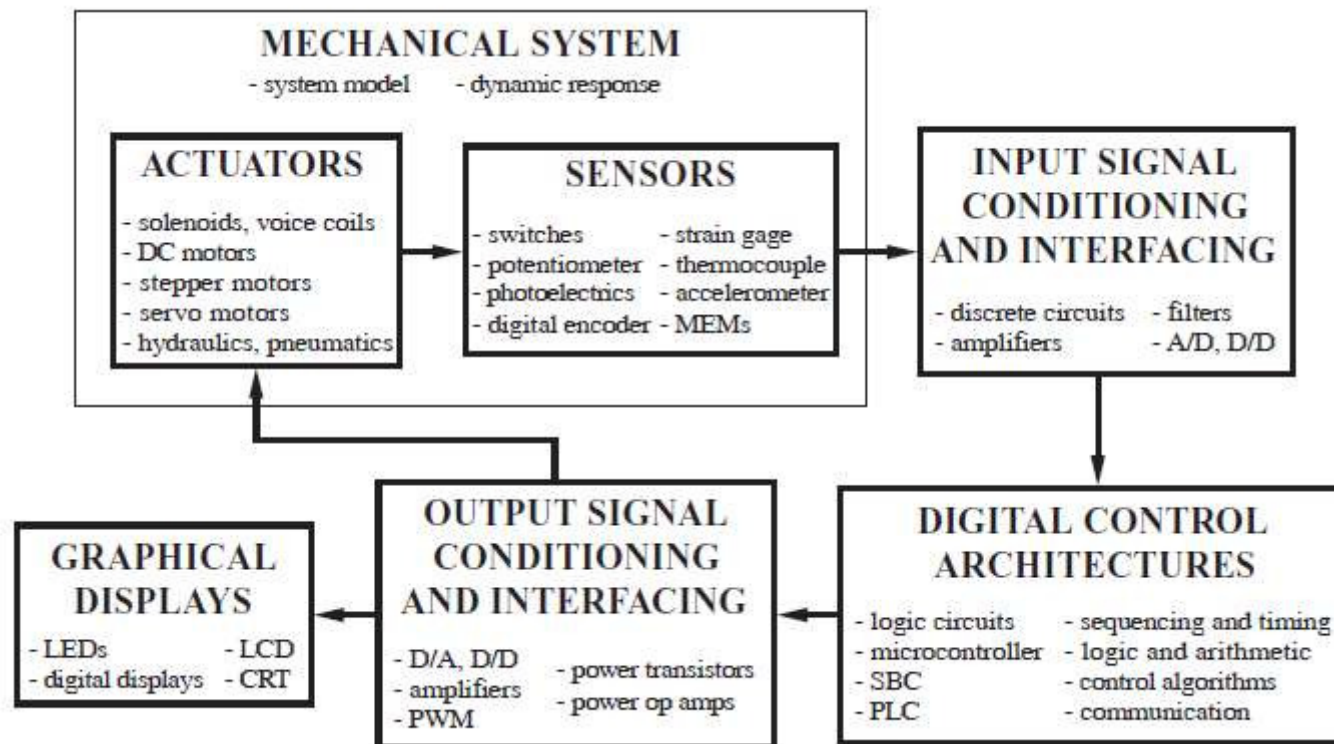 MECHANICAL SYSTEM
- system model - dynamic response
ACTUATORS
- solenoids, voice coils
- DC motors
- stepper motors
- servo motors
- hydraulics, pneumatics
SENSORS
- switches - strain gage
- potentiometer - thermocouple
- photoelectrics - accelerometer
- digital encoder - MEMs
INPUT SIGNAL
CONDITIONING
AND INTERFACING
- discrete circuits - filters
- amplifiers - A/D, D/D
GRAPHICAL
DISPLAYS
- LEDs - LCD
- digital displays - CRT
OUTPUT SIGNAL
CONDITIONING
AND INTERFACING
- D/A, D/D - power transistors
- amplifiers - power op amps
- PWM
DIGITAL CONTROL
ARCHITECTURES
- logic circuits - sequencing and timing
- microcontroller - logic and arithmetic
- SBC - control algorithms
- PLC - communication